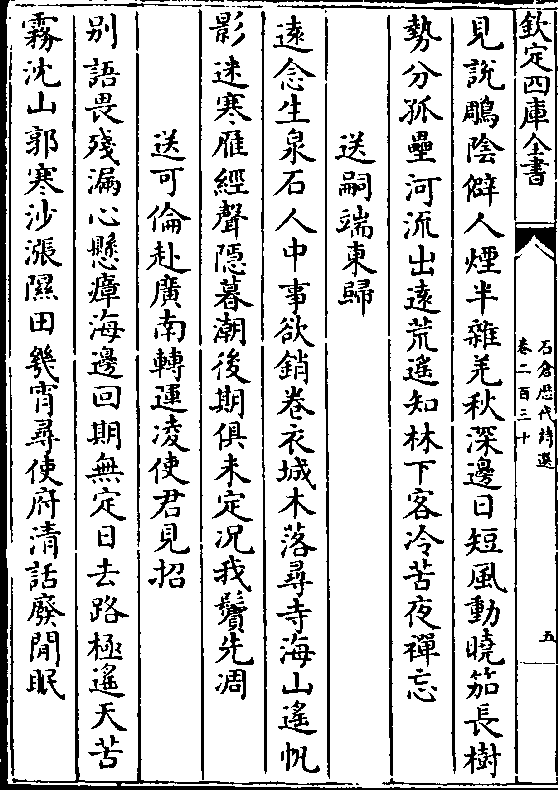 欽定四庫全書
石倉歷代詩選
卷二百三十
五
見說鵰陰僻人煙半雜羌秋深邊日短風動曉笳長樹
勢分孤壘河流出遠荒遙知林下客冷苦夜禪忘
送嗣端東歸
遠念生泉石人中事欲銷卷衣城木落尋寺海山遙帆
影迷寒雁經聲隱暮潮後期俱未定况我鬢先凋
送可倫赴廣南轉運凌使君見招
别語畏殘漏心懸瘴海邊回期無定日去路極遙天苦
霧沈山郭寒沙漲隰田幾宵尋使府清話廢閒眠